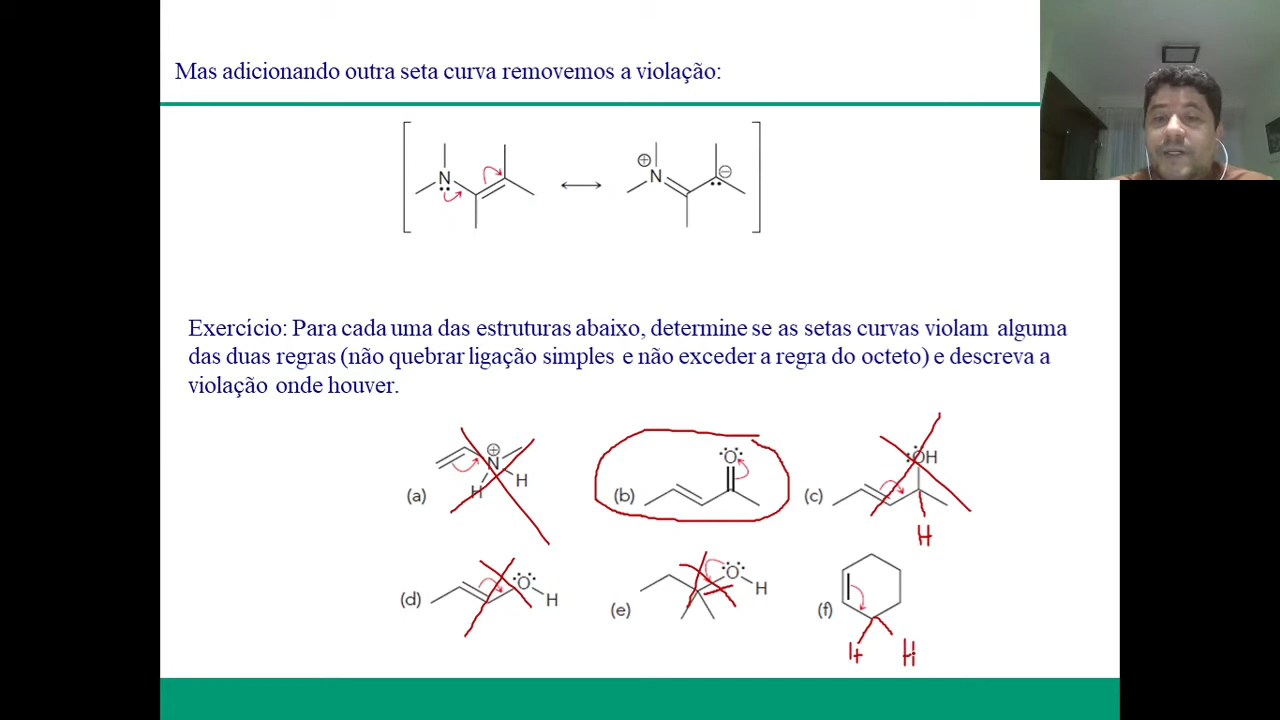 Mas adicionando outra seta curva removemos a violação:
N N
Exercício: Para cada uma das estruturas abaixo, determine se as setas curvas violam alguma
das duas regras (não quebrar ligação simples e não exceder a regra do octeto) e descreva a
violação onde houver.
(a) N H H
(b) O
(c) OH H
(d) O H
(e) O H
(f) H H